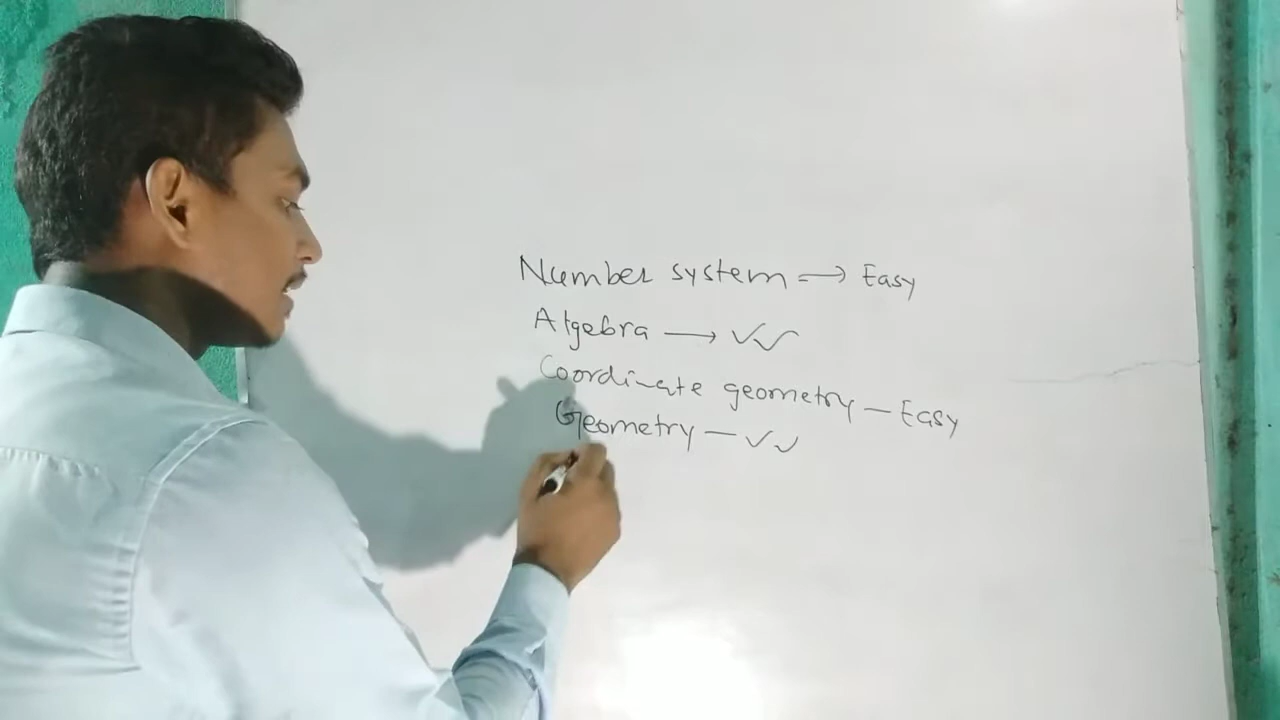 Number system => Easy
Algebra → ✓✓
Coordinate geometry - Easy
Geometry - ✓✓